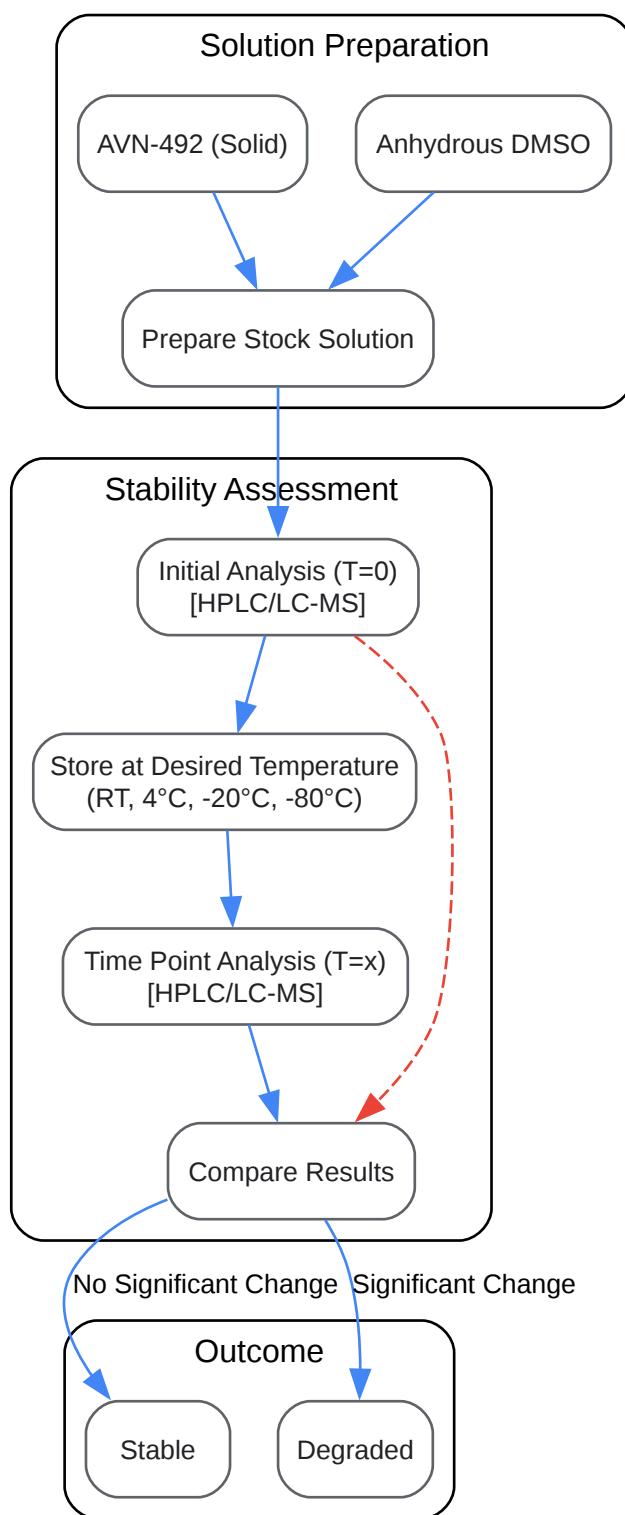 Solution Preparation
AVN-492 (Solid)
Anhydrous DMSO
Prepare Stock Solution
Stability Assessment
Initial Analysis (T=0)
[HPLC/LC-MS]
Store at Desired Temperature
(RT, 4°C, -20°C, -80°C)
Time Point Analysis (T=x)
[HPLC/LC-MS]
Compare Results
No Significant Change
Significant Change
Outcome
Stable
Degraded